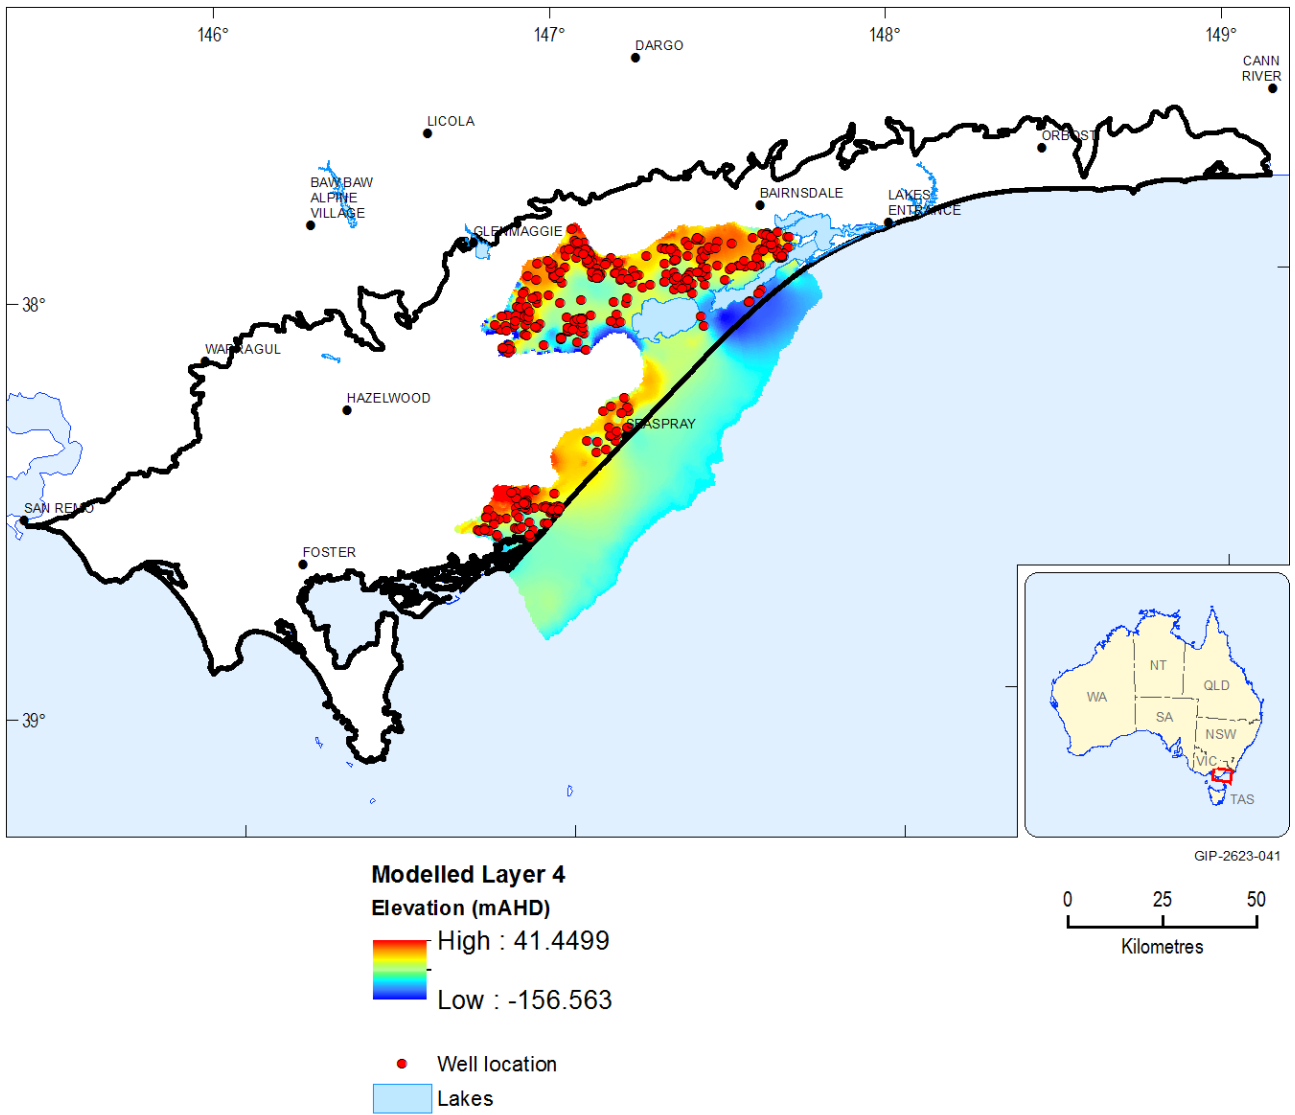 146°
147°
148°
149°
DARGO
CANN
RIVER
LICOLA
ORBOST
BAW BAW
ALPINE
VILLAGE
BAIRNSDALE
LAKES
ENTRANCE
GLENMAGGIE
38°
WARRAGUL
HAZELWOOD
SEASPRAY
SAN REMO
FOSTER
39°
NT
WA
QLD
SA
NSW
VIC
TAS
GIP-2623-041
Modelled Layer 4
Elevation (mAHD)
High : 41.4499
Low : -156.563
0 25 50
Kilometres
Well location
Lakes